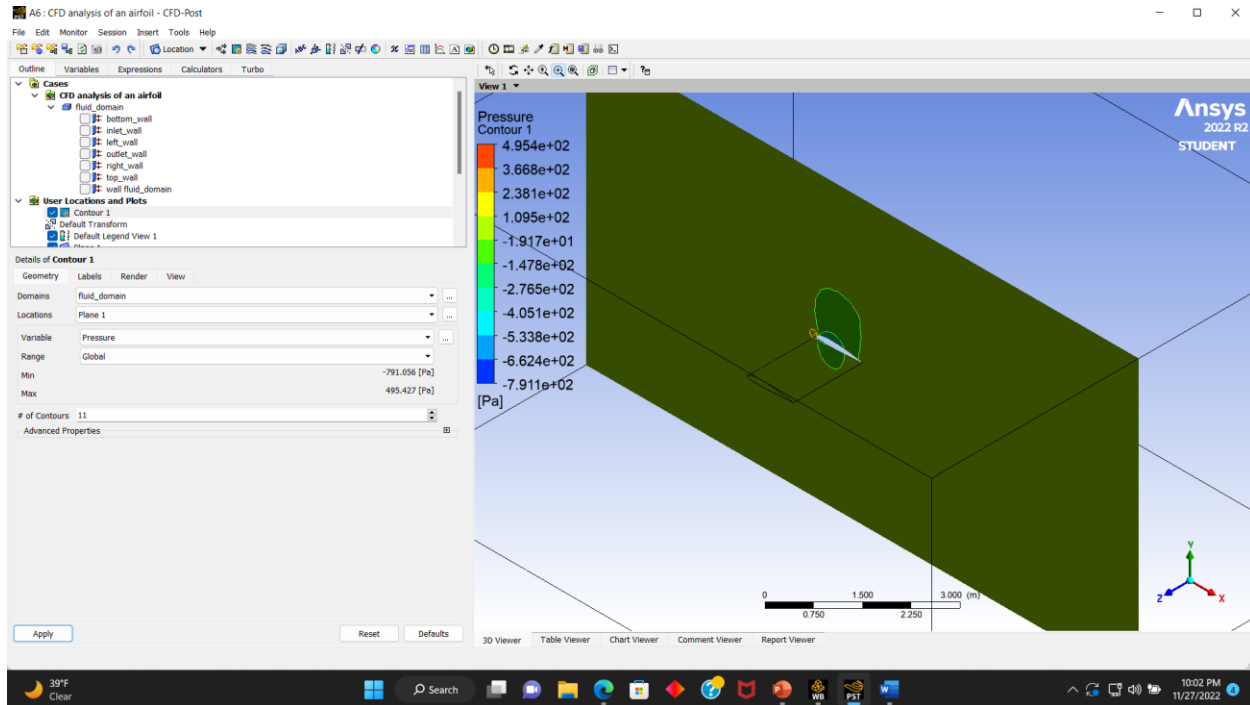 A6 : CFD analysis of an airfoil - CFD-Post
File Edit Monitor Session Insert Tools Help
Location
Outline Variables Expressions Calculators Turbo
Cases
CFD analysis of an airfoil
fluid_domain
bottom_wall
inlet_wall
left_wall
outlet_wall
right_wall
top_wall
wall fluid_domain
User Locations and Plots
Contour 1
Default Transform
Default Legend View 1
Details of Contour 1
Geometry Labels Render View
Domains fluid_domain ...
Locations Plane 1 ...
Variable Pressure ...
Range Global
Min -791.056 [Pa]
Max 495.427 [Pa]
# of Contours 11
Advanced Properties
Apply Reset Defaults
View 1
Pressure
Contour 1
4.954e+02
3.668e+02
2.381e+02
1.095e+02
-1.917e+01
-1.478e+02
-2.765e+02
-4.051e+02
-5.338e+02
-6.624e+02
-7.911e+02
[Pa]
Ansys
2022 R2
STUDENT
0 1.500 3.000 (m)
0.750 2.250
Y
Z X
3D Viewer Table Viewer Chart Viewer Comment Viewer Report Viewer
39°F
Clear
Search
WB
PST
10:02 PM
11/27/2022
4